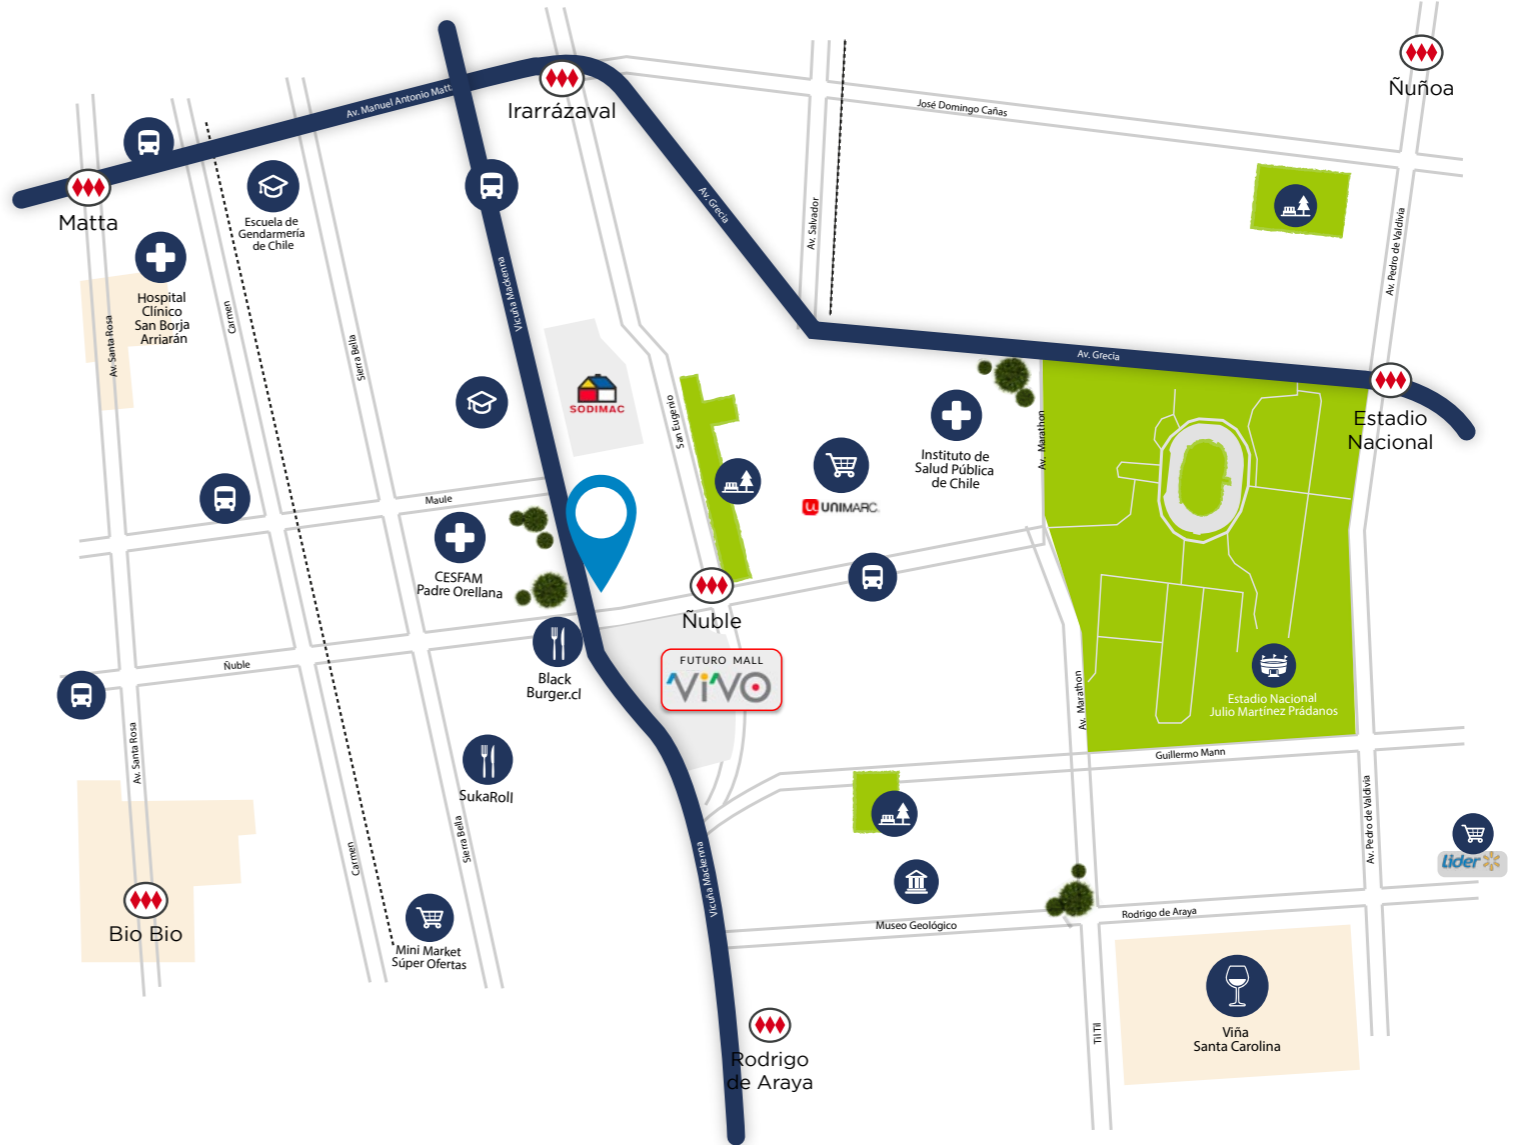 Ñuñoa
Irarrázaval
Av. Manuel Antonio Matt.
José Domingo Cañas
Matta
Escuela de
Gendarmería
de Chile
Av. Grecia
Av. Salvador
Av. Pedro de Valdivia
Hospital
Clínico
San Borja
Arriarán
Carmen
Av. Santa Rosa
Sierra Bella
Vicuña Mackenna
SODIMAC
San Eugenio
Av. Grecia
Estadio
Nacional
Av. Marathon
Instituto de
Salud Pública
de Chile
UNIMARC
Maule
CESFAM
Padre Orellana
Ñuble
Ñuble
Black
Burger.cl
FUTURO MALL
ViVO
Av. Marathon
Estadio Nacional
Julio Martínez Prádanos
Guillermo Mann
Av. Santa Rosa
SukaRoll
Sierra Bella
Carmen
Vicuña Mackenna
Av. Pedro de Valdivia
lider
Bio Bio
Mini Market
Súper Ofertas
Museo Geológico
Rodrigo de Araya
Viña
Santa Carolina
Til Til
Rodrigo
de Araya